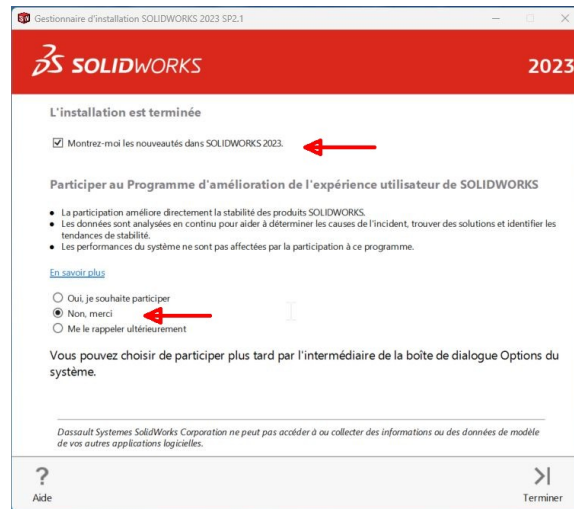 Gestionnaire d'installation SOLIDWORKS 2023 SP2.1
SOLIDWORKS
2023
L'installation est terminée
Montrez-moi les nouveautés dans SOLIDWORKS 2023.
Participer au Programme d'amélioration de l'expérience utilisateur de SOLIDWORKS
La participation améliore directement la stabilité des produits SOLIDWORKS.
Les données sont analysées en continu pour aider à déterminer les causes de l'incident, trouver des solutions et identifier les
tendances de stabilité.
Les performances du système ne sont pas affectées par la participation à ce programme.
En savoir plus
Oui, je souhaite participer
Non, merci
Me le rappeler ultérieurement
Vous pouvez choisir de participer plus tard par l'intermédiaire de la boîte de dialogue Options du
système.
Dassault Systemes SolidWorks Corporation ne peut pas accéder à ou collecter des informations ou des données de modèle
de vos autres applications logicielles.
?
Aide
Terminer